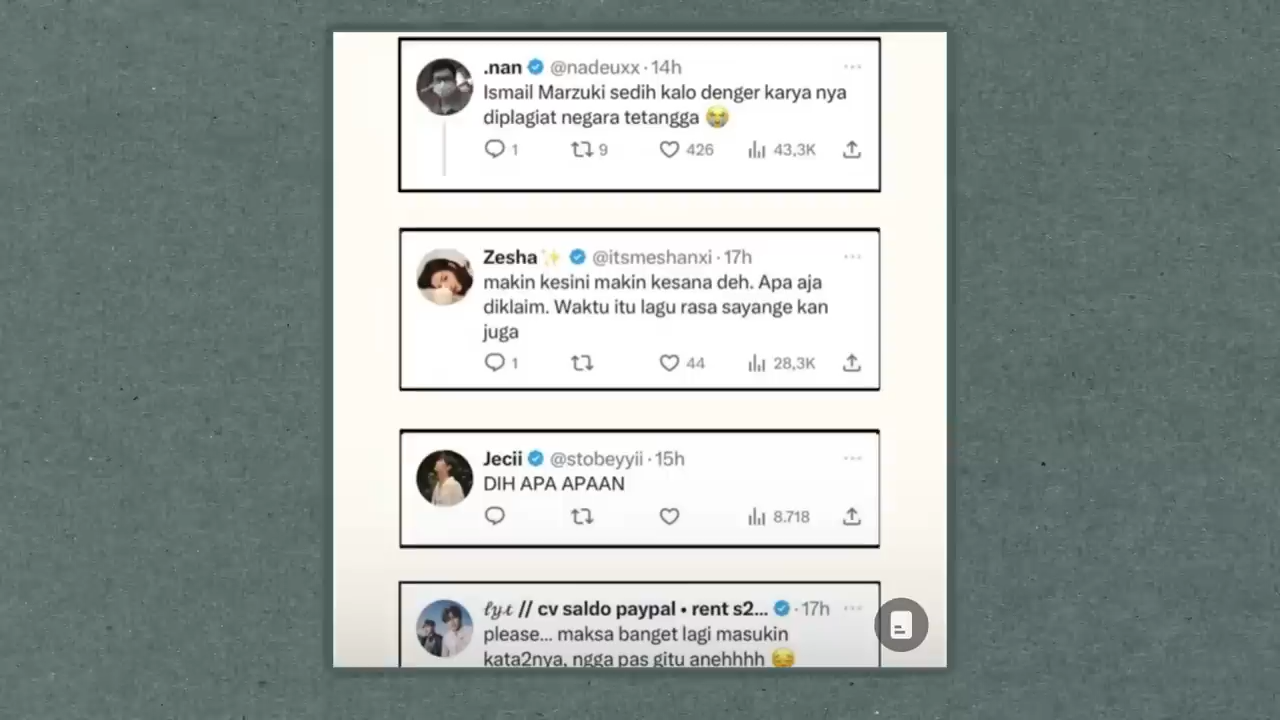 .nan @nadeuxx · 14h
Ismail Marzuki sedih kalo denger karya nya
diplagiat negara tetangga 😭
1 9 426 43,3K
Zesha ✨ @itsmeshanxi · 17h
makin kesini makin kesana deh. Apa aja
diklaim. Waktu itu lagu rasa sayange kan
juga
1 44 28,3K
Jecii @stobeyyii · 15h
DIH APA APAAN
8.718
ℓyt // cv saldo paypal • rent s2... · 17h
please... maksa banget lagi masukin
kata2nya, ngga pas gitu anehhhh 😔